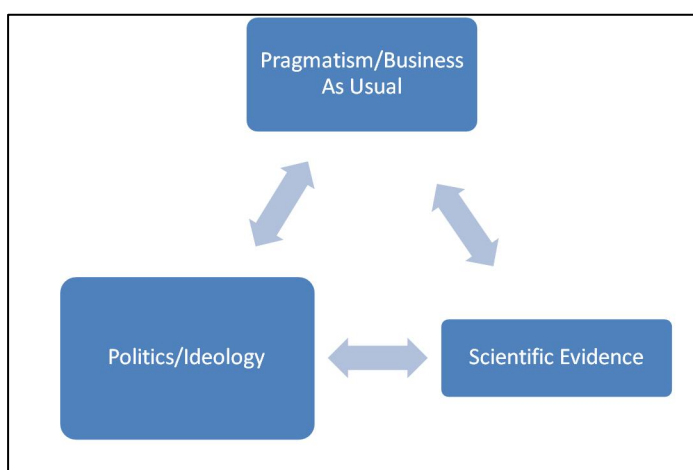 Pragmatism/Business
As Usual
Politics/Ideology
Scientific Evidence